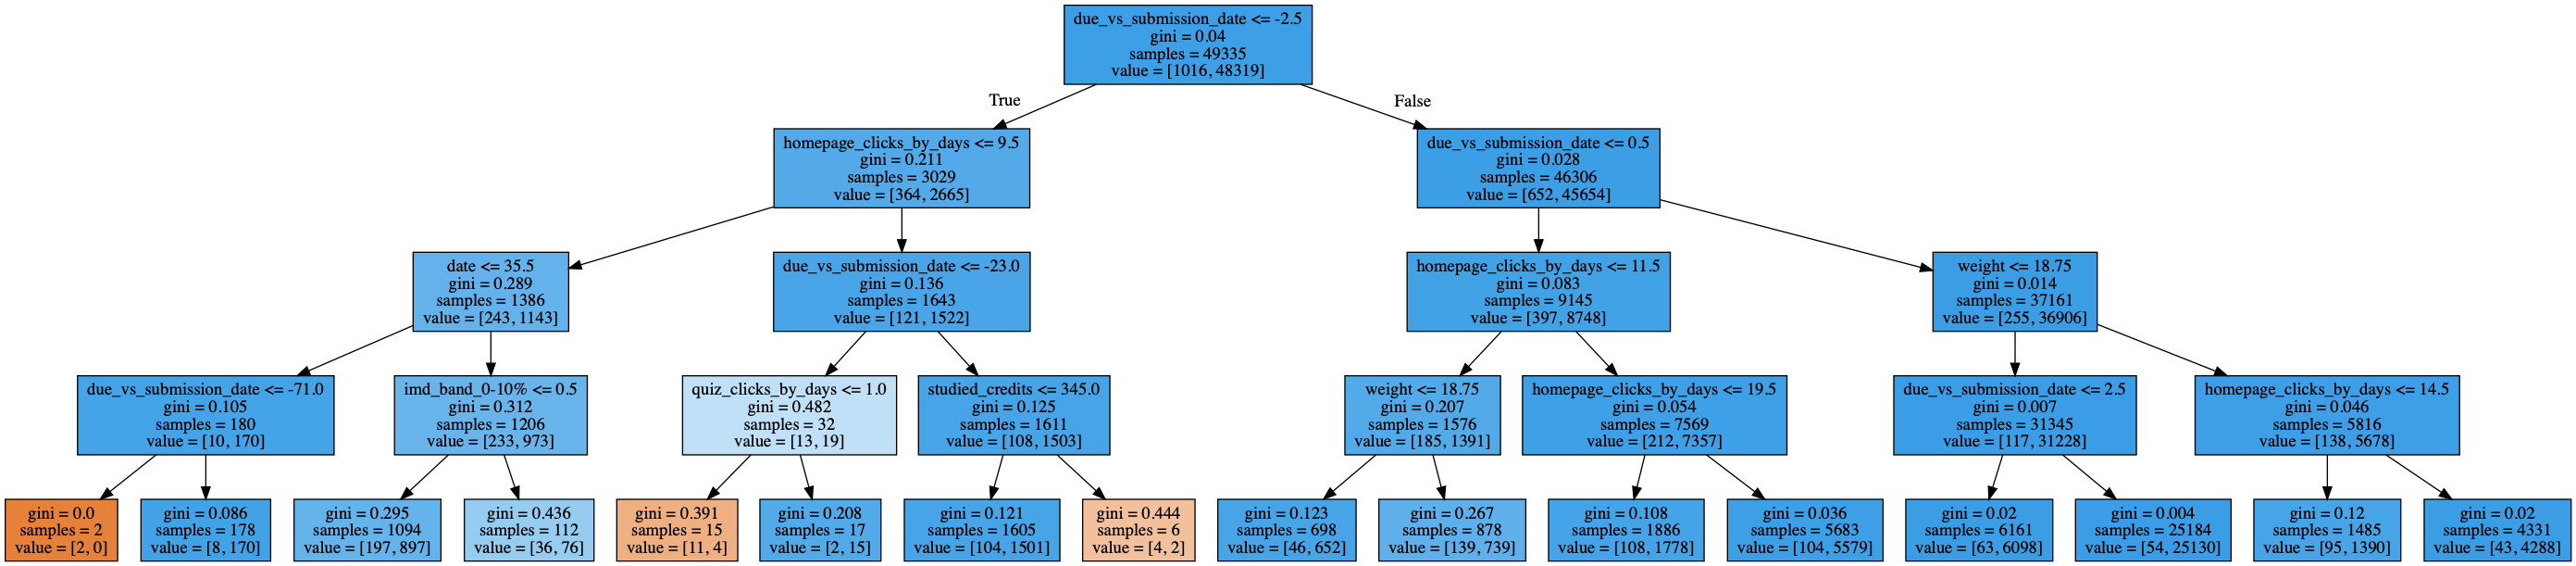 due_vs_submission_date <= -2.5
gini = 0.04
samples = 49335
value = [1016, 48319]
True
False
homepage_clicks_by_days <= 9.5
gini = 0.211
samples = 3029
value = [364, 2665]
due_vs_submission_date <= 0.5
gini = 0.028
samples = 46306
value = [652, 45654]
date <= 35.5
gini = 0.289
samples = 1386
value = [243, 1143]
due_vs_submission_date <= -23.0
gini = 0.136
samples = 1643
value = [121, 1522]
homepage_clicks_by_days <= 11.5
gini = 0.083
samples = 9145
value = [397, 8748]
weight <= 18.75
gini = 0.014
samples = 37161
value = [255, 36906]
due_vs_submission_date <= -71.0
gini = 0.105
samples = 180
value = [10, 170]
imd_band_0-10% <= 0.5
gini = 0.312
samples = 1206
value = [233, 973]
quiz_clicks_by_days <= 1.0
gini = 0.482
samples = 32
value = [13, 19]
studied_credits <= 345.0
gini = 0.125
samples = 1611
value = [108, 1503]
weight <= 18.75
gini = 0.207
samples = 1576
value = [185, 1391]
homepage_clicks_by_days <= 19.5
gini = 0.054
samples = 7569
value = [212, 7357]
due_vs_submission_date <= 2.5
gini = 0.007
samples = 31345
value = [117, 31228]
homepage_clicks_by_days <= 14.5
gini = 0.046
samples = 5816
value = [138, 5678]
gini = 0.0
samples = 2
value = [2, 0]
gini = 0.086
samples = 178
value = [8, 170]
gini = 0.295
samples = 1094
value = [197, 897]
gini = 0.436
samples = 112
value = [36, 76]
gini = 0.391
samples = 15
value = [11, 4]
gini = 0.208
samples = 17
value = [2, 15]
gini = 0.121
samples = 1605
value = [104, 1501]
gini = 0.444
samples = 6
value = [4, 2]
gini = 0.123
samples = 698
value = [46, 652]
gini = 0.267
samples = 878
value = [139, 739]
gini = 0.108
samples = 1886
value = [108, 1778]
gini = 0.036
samples = 5683
value = [104, 5579]
gini = 0.02
samples = 6161
value = [63, 6098]
gini = 0.004
samples = 25184
value = [54, 25130]
gini = 0.12
samples = 1485
value = [95, 1390]
gini = 0.02
samples = 4331
value = [43, 4288]